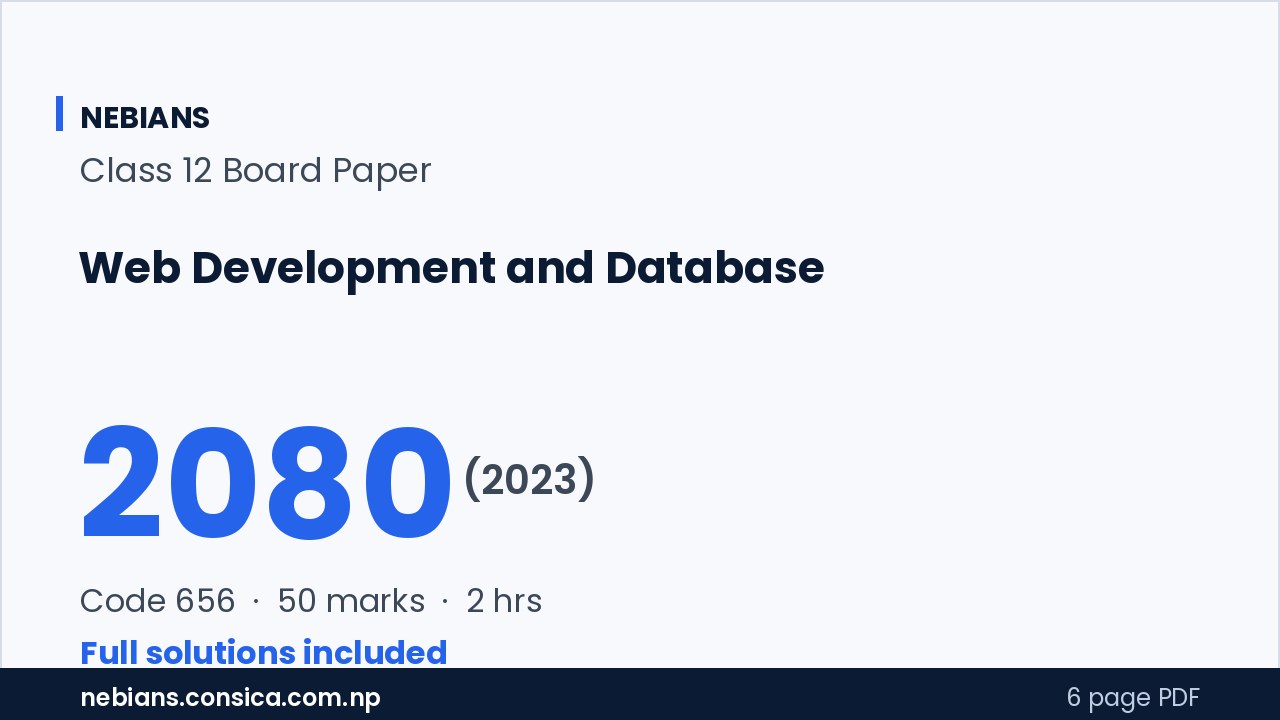 NEBIANS
Class 12 Board Paper
Web Development and Database
2080 (2023)
Code 656 · 50 marks · 2 hrs
Full solutions included
nebians.consica.com.np
6 page PDF